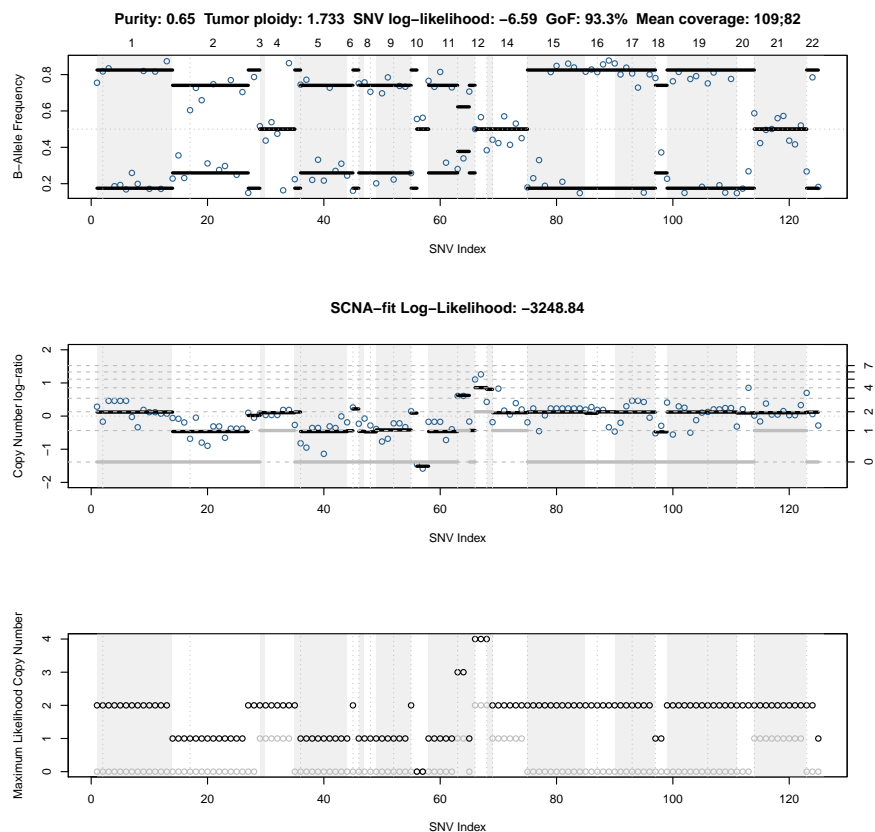 Purity: 0.65 Tumor ploidy: 1.733 SNV log−likelihood: −6.59 GoF: 93.3% Mean coverage: 109;82
1 2 3 4 5 6 8 9 10 11 12 14 15 16 17 18 19 20 21 22
B−Allele Frequency
0.8
0.6
0.4
0.2
0 20 40 60 80 100 120
SNV Index
SCNA−fit Log−Likelihood: −3248.84
Copy Number log−ratio
2
1
0
−1
−2
7
4
2
1
0
0 20 40 60 80 100 120
SNV Index
Maximum Likelihood Copy Number
4
3
2
1
0
0 20 40 60 80 100 120
SNV Index